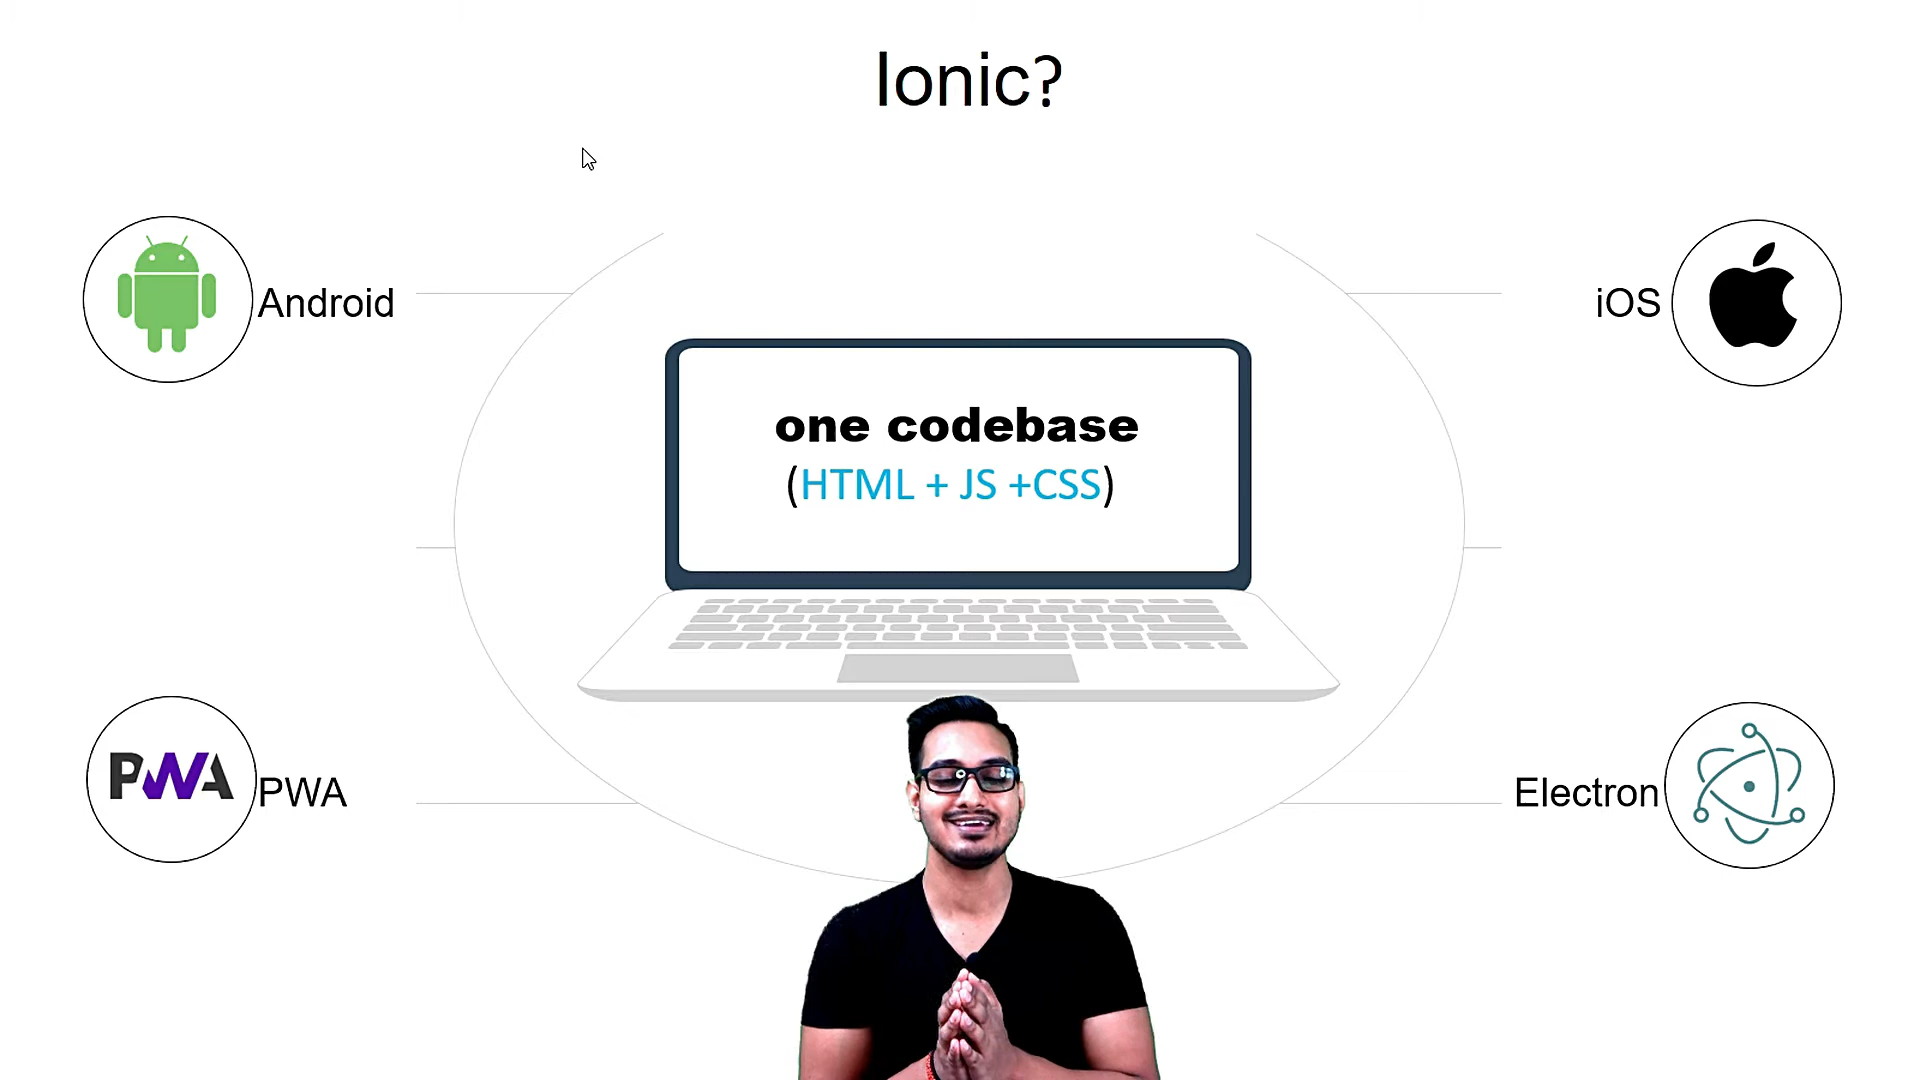 Ionic?
Android
iOS
one codebase
(HTML + JS +CSS)
PWA PWA
Electron